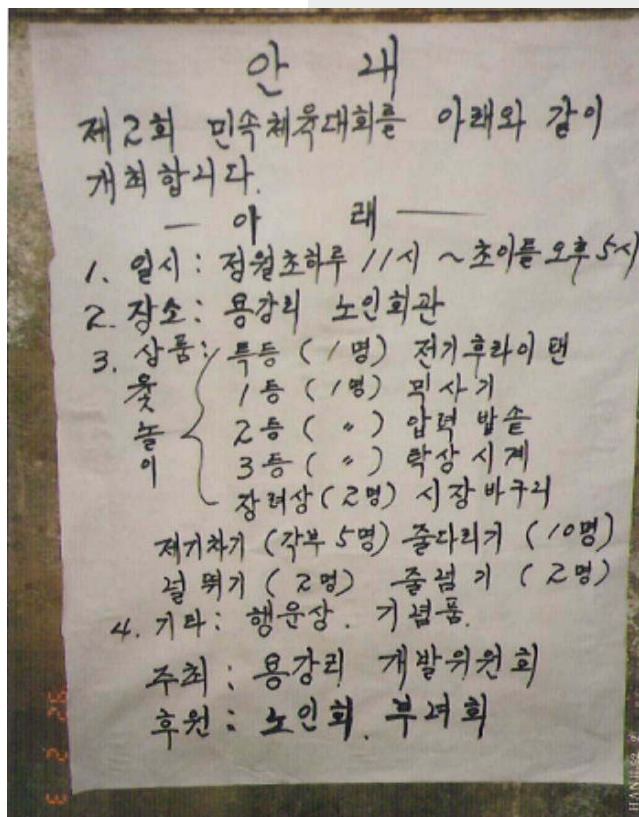 안 내
제2회 민속체육대회를 아래와 같이
개최합니다.
— 아 래 —
1. 일시 : 정월초하루 11시 ~ 초이틀 오후 5시
2. 장소 : 용강리 노인회관
3. 상품 : 특등 ( 1명 ) 전기후라이 팬
윷놀이
1등 ( 1명 ) 믹사기
2등 ( 〃 ) 압력 밥솥
3등 ( 〃 ) 탁상 시계
장려상 ( 2명 ) 시장바구리
제기차기 (각부 5명) 줄다리기 ( 10명 )
널 뛰기 ( 2명 ) 줄넘기 ( 2명 )
4. 기타 : 행운상. 기념품.
주최 : 용강리 개발위원회
후원 : 노인회. 부녀회
'92 2 3